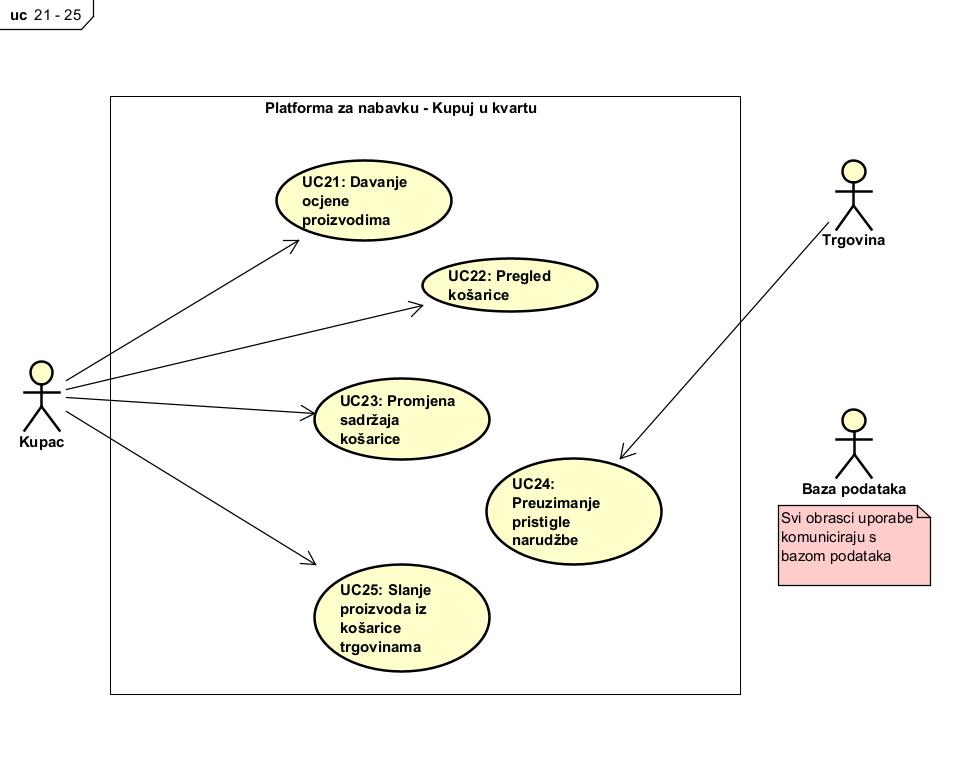 uc 21 - 25
Platforma za nabavku - Kupuj u kvartu
UC21: Davanje
ocjene
proizvodima
Trgovina
UC22: Pregled
košarice
Kupac
UC23: Promjena
sadržaja
košarice
UC24:
Preuzimanje
pristigle
narudžbe
Baza podataka
Svi obrasci uporabe
komuniciraju s
bazom podataka
UC25: Slanje
proizvoda iz
košarice
trgovinama